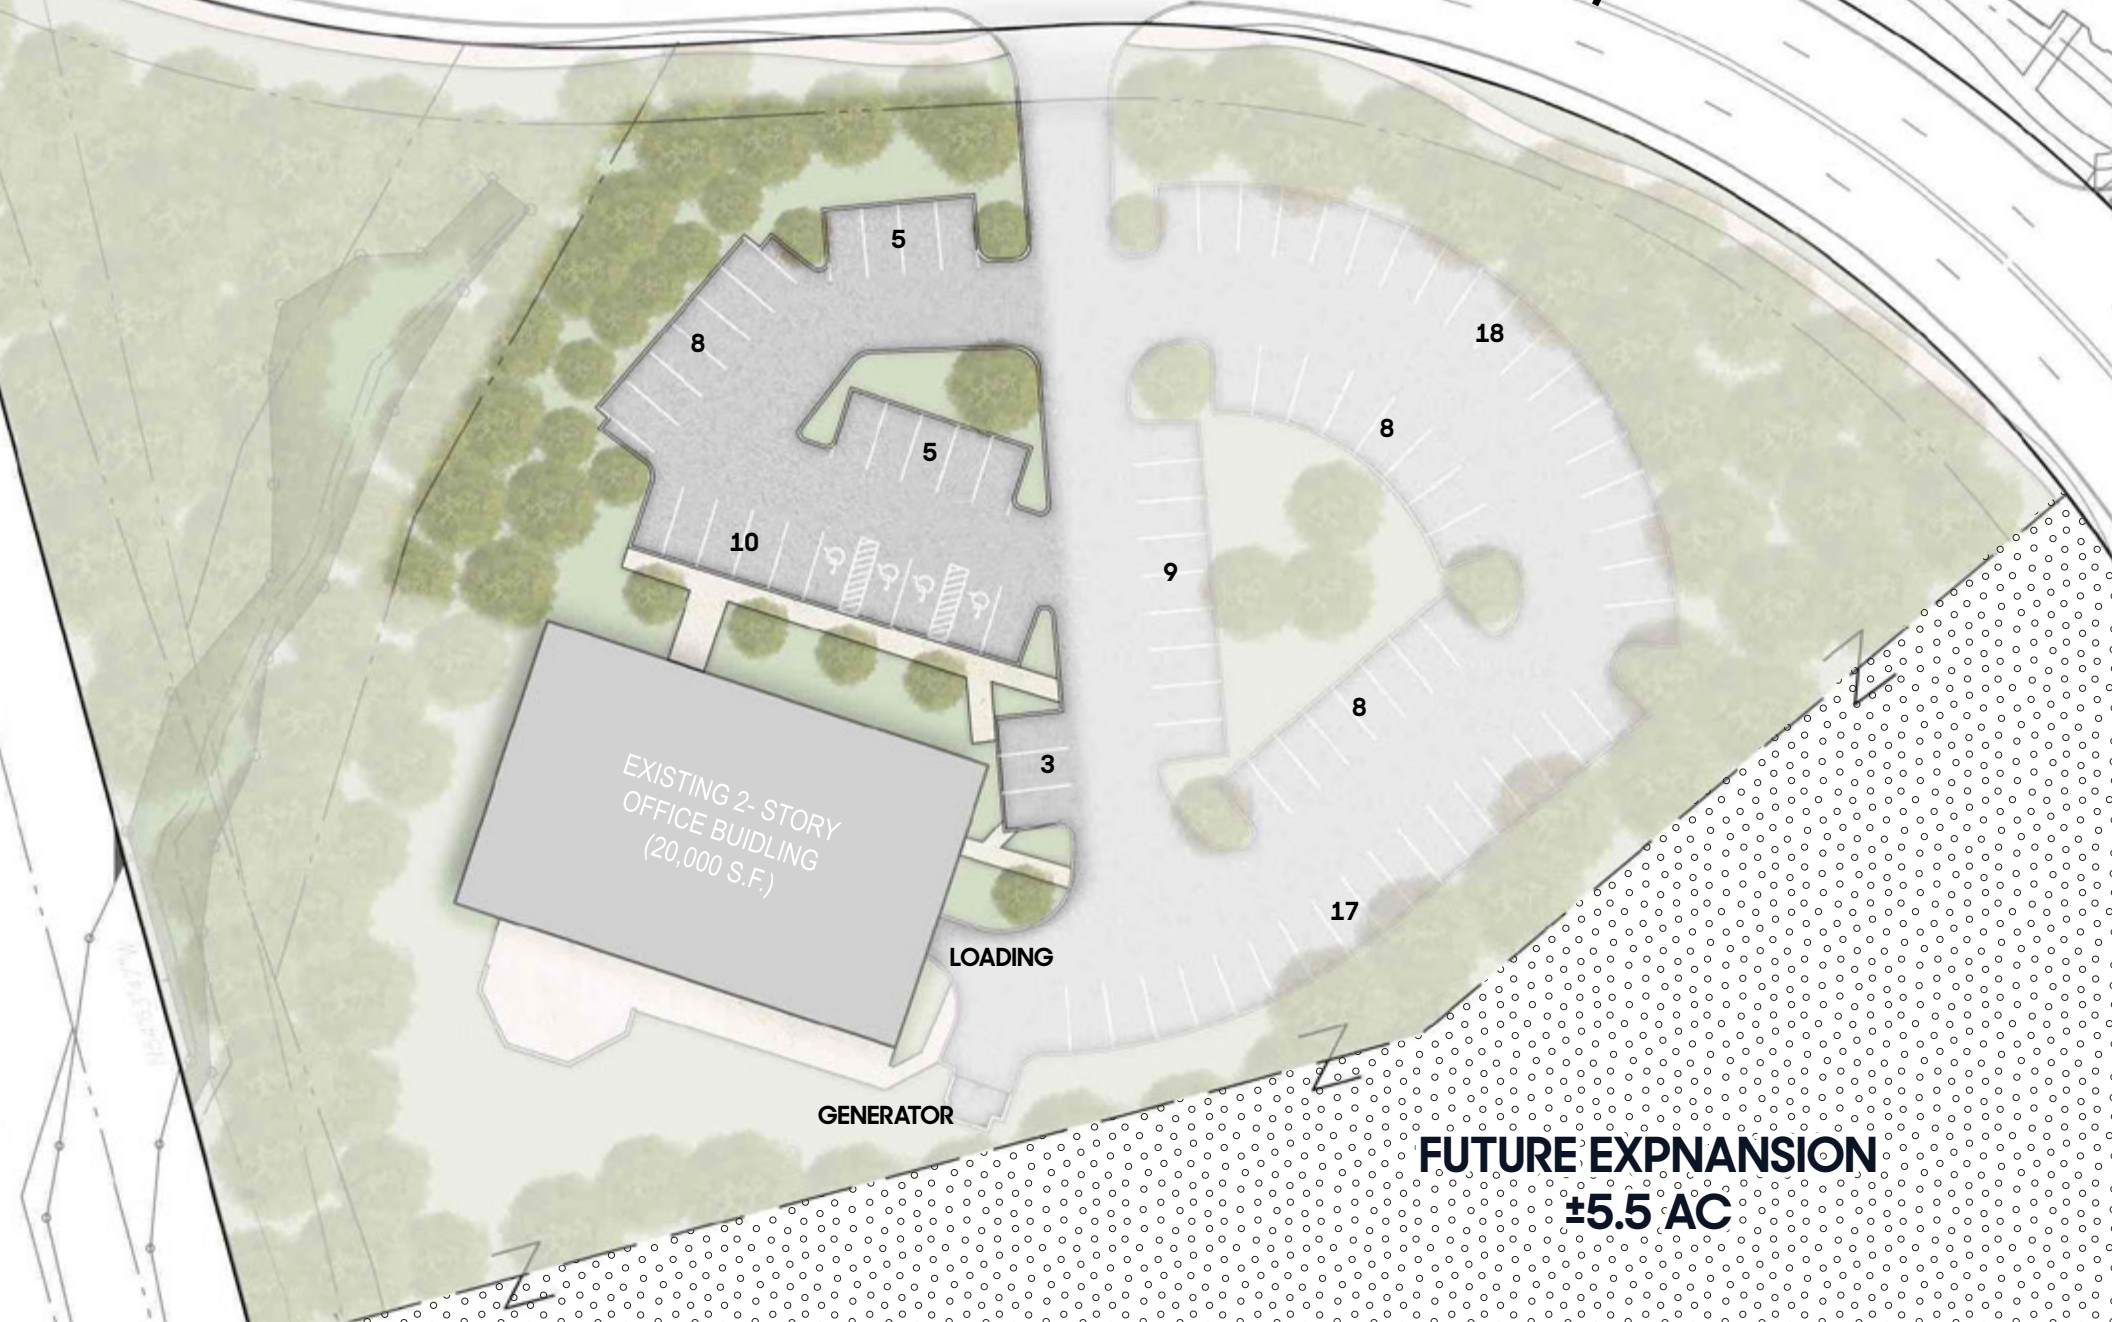 5
8
18
8
5
10
9
8
3
EXISTING 2- STORY
OFFICE BUIDLING
(20,000 S.F.)
17
LOADING
GENERATOR
FUTURE EXPNANSION
±5.5 AC